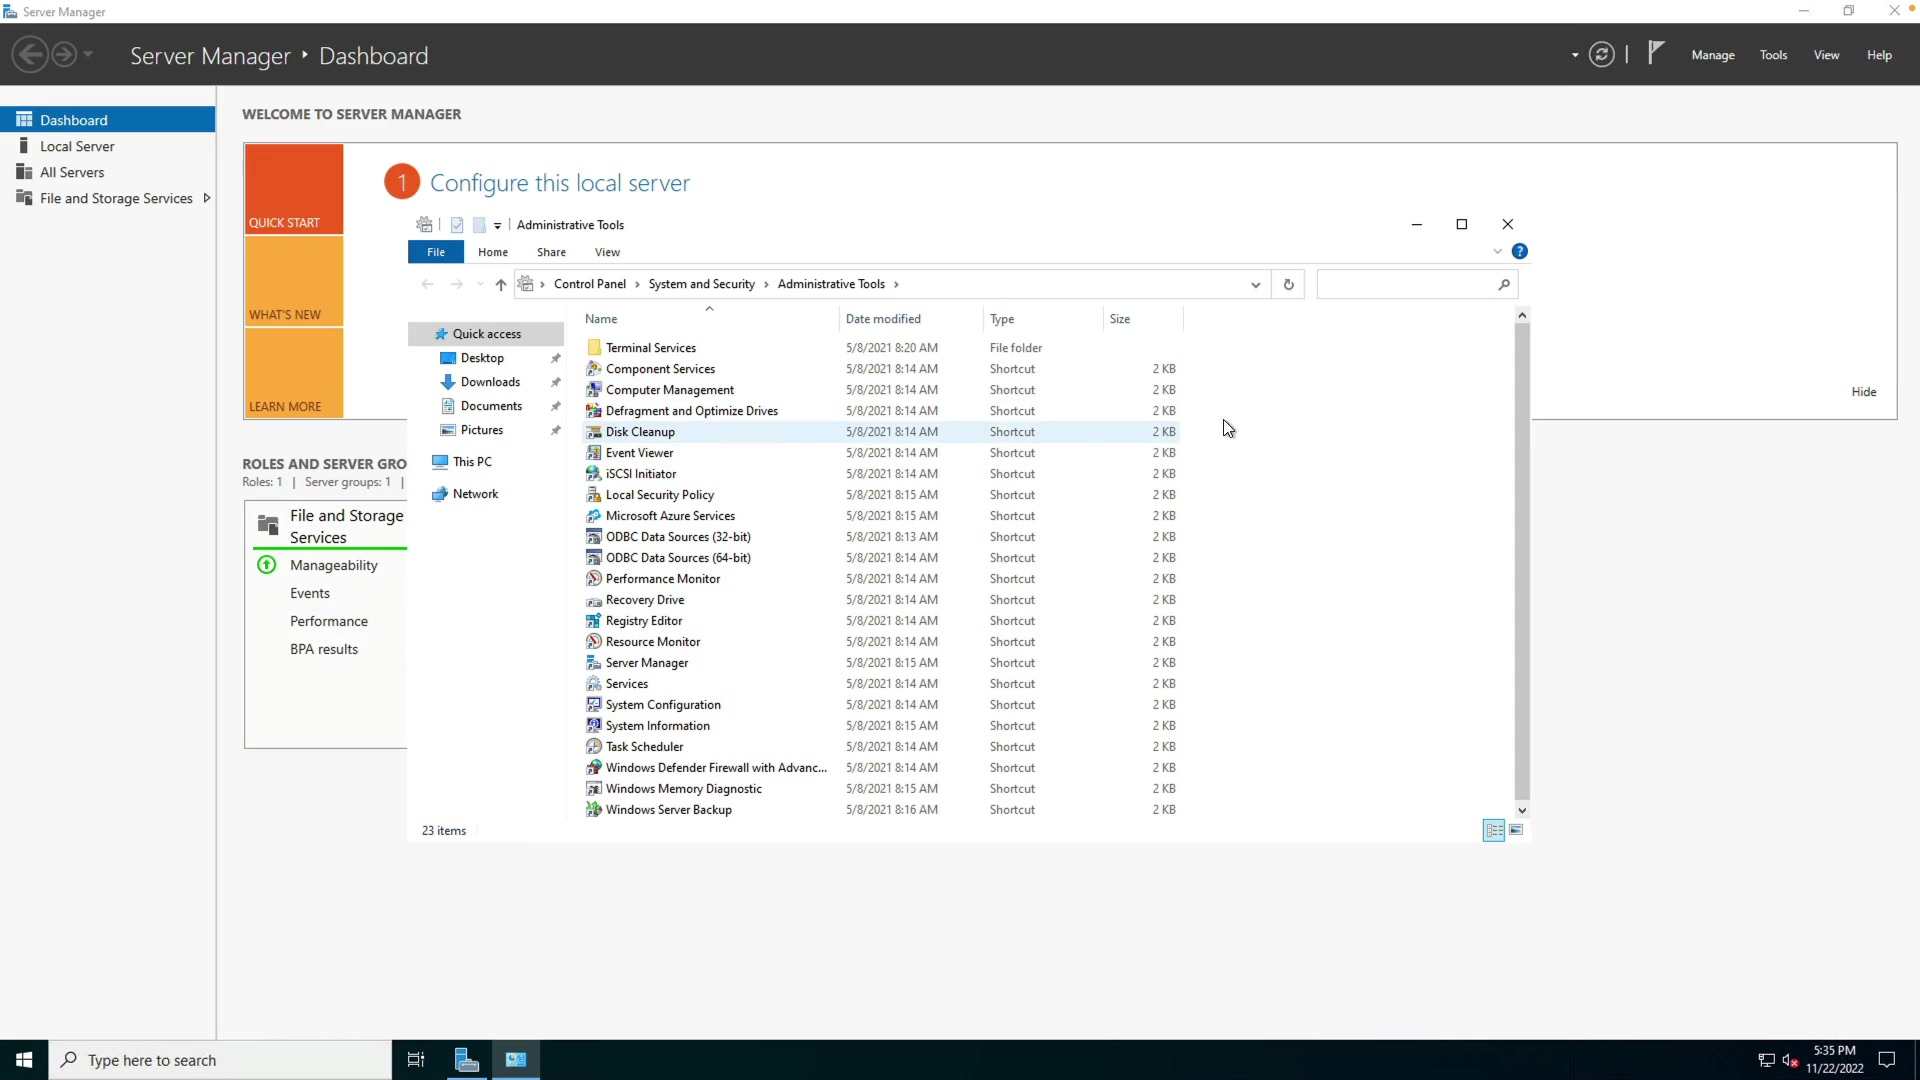 Server Manager
Server Manager ‣ Dashboard
Manage Tools View Help
Dashboard
Local Server
All Servers
File and Storage Services
WELCOME TO SERVER MANAGER
QUICK START
WHAT'S NEW
LEARN MORE
1 Configure this local server
Hide
ROLES AND SERVER GRO
Roles: 1 | Server groups: 1 |
File and Storage
Services
Manageability
Events
Performance
BPA results
Administrative Tools
File Home Share View
Control Panel › System and Security › Administrative Tools ›
Quick access
Desktop
Downloads
Documents
Pictures
This PC
Network
Name Date modified Type Size
Terminal Services 5/8/2021 8:20 AM File folder
Component Services 5/8/2021 8:14 AM Shortcut 2 KB
Computer Management 5/8/2021 8:14 AM Shortcut 2 KB
Defragment and Optimize Drives 5/8/2021 8:14 AM Shortcut 2 KB
Disk Cleanup 5/8/2021 8:14 AM Shortcut 2 KB
Event Viewer 5/8/2021 8:14 AM Shortcut 2 KB
iSCSI Initiator 5/8/2021 8:14 AM Shortcut 2 KB
Local Security Policy 5/8/2021 8:15 AM Shortcut 2 KB
Microsoft Azure Services 5/8/2021 8:15 AM Shortcut 2 KB
ODBC Data Sources (32-bit) 5/8/2021 8:13 AM Shortcut 2 KB
ODBC Data Sources (64-bit) 5/8/2021 8:14 AM Shortcut 2 KB
Performance Monitor 5/8/2021 8:14 AM Shortcut 2 KB
Recovery Drive 5/8/2021 8:14 AM Shortcut 2 KB
Registry Editor 5/8/2021 8:14 AM Shortcut 2 KB
Resource Monitor 5/8/2021 8:14 AM Shortcut 2 KB
Server Manager 5/8/2021 8:15 AM Shortcut 2 KB
Services 5/8/2021 8:14 AM Shortcut 2 KB
System Configuration 5/8/2021 8:14 AM Shortcut 2 KB
System Information 5/8/2021 8:15 AM Shortcut 2 KB
Task Scheduler 5/8/2021 8:14 AM Shortcut 2 KB
Windows Defender Firewall with Advanc... 5/8/2021 8:14 AM Shortcut 2 KB
Windows Memory Diagnostic 5/8/2021 8:15 AM Shortcut 2 KB
Windows Server Backup 5/8/2021 8:16 AM Shortcut 2 KB
23 items
Type here to search
5:35 PM
11/22/2022